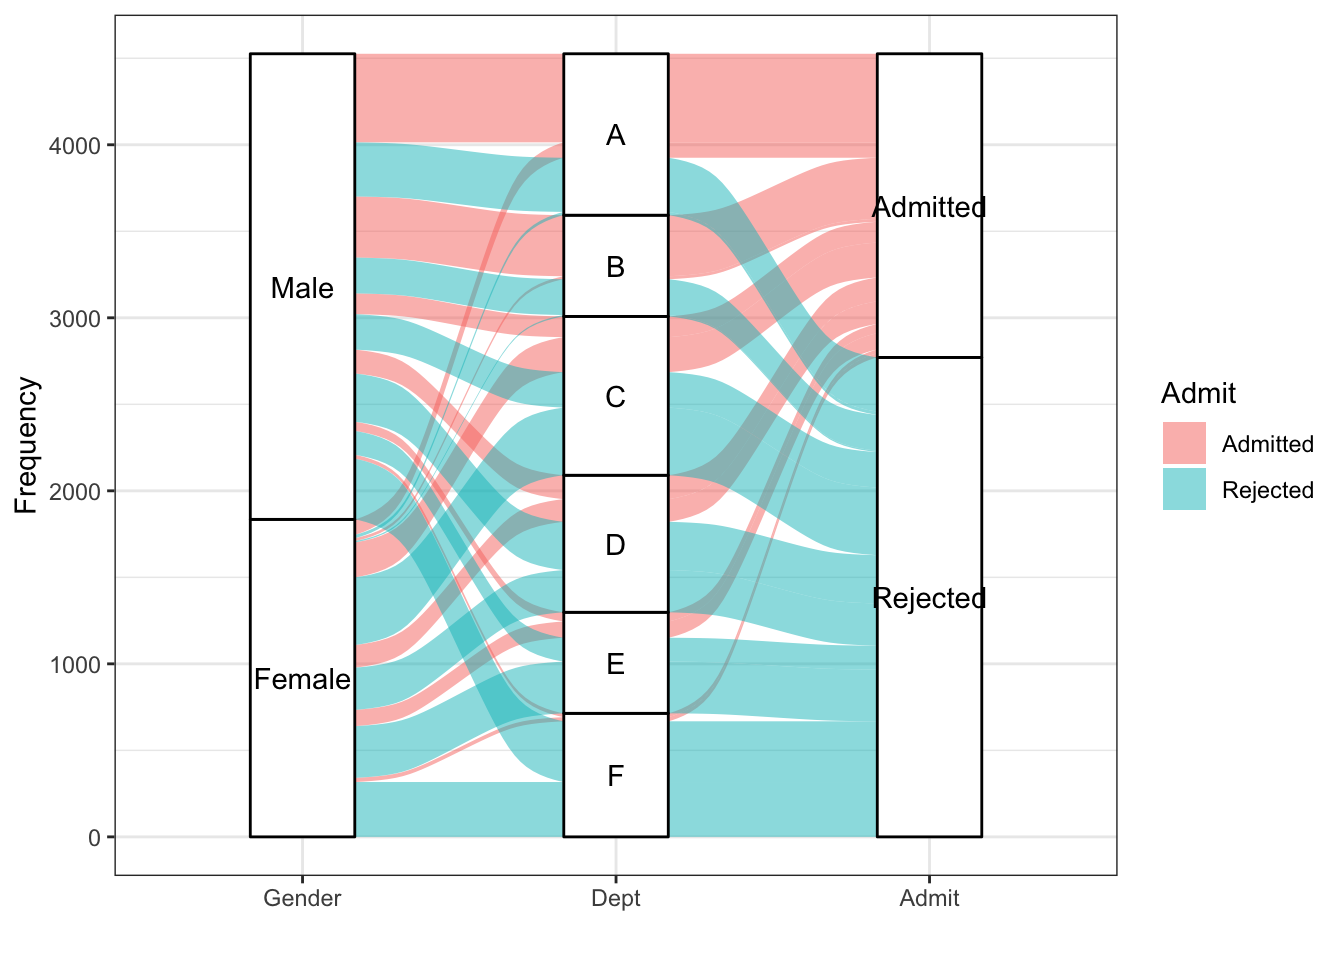 4000
3000
2000
1000
0
Frequency
Male
Female
A
B
C
D
E
F
Admitted
Rejected
Gender
Dept
Admit
Admit
Admitted
Rejected